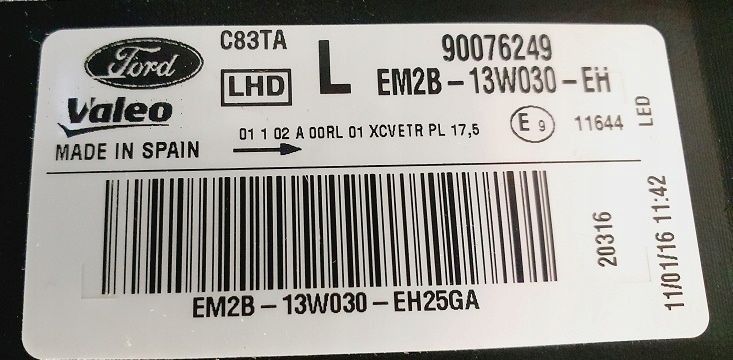 Ford
C83TA
90076249
LHD
L
EM2B-13W030-EH
Valeo
01 1 02 A 00RL 01 XCVETR PL 17,5
E 9
11644
LED
MADE IN SPAIN
EM2B-13W030-EH25GA
20316
11/01/16 11:42